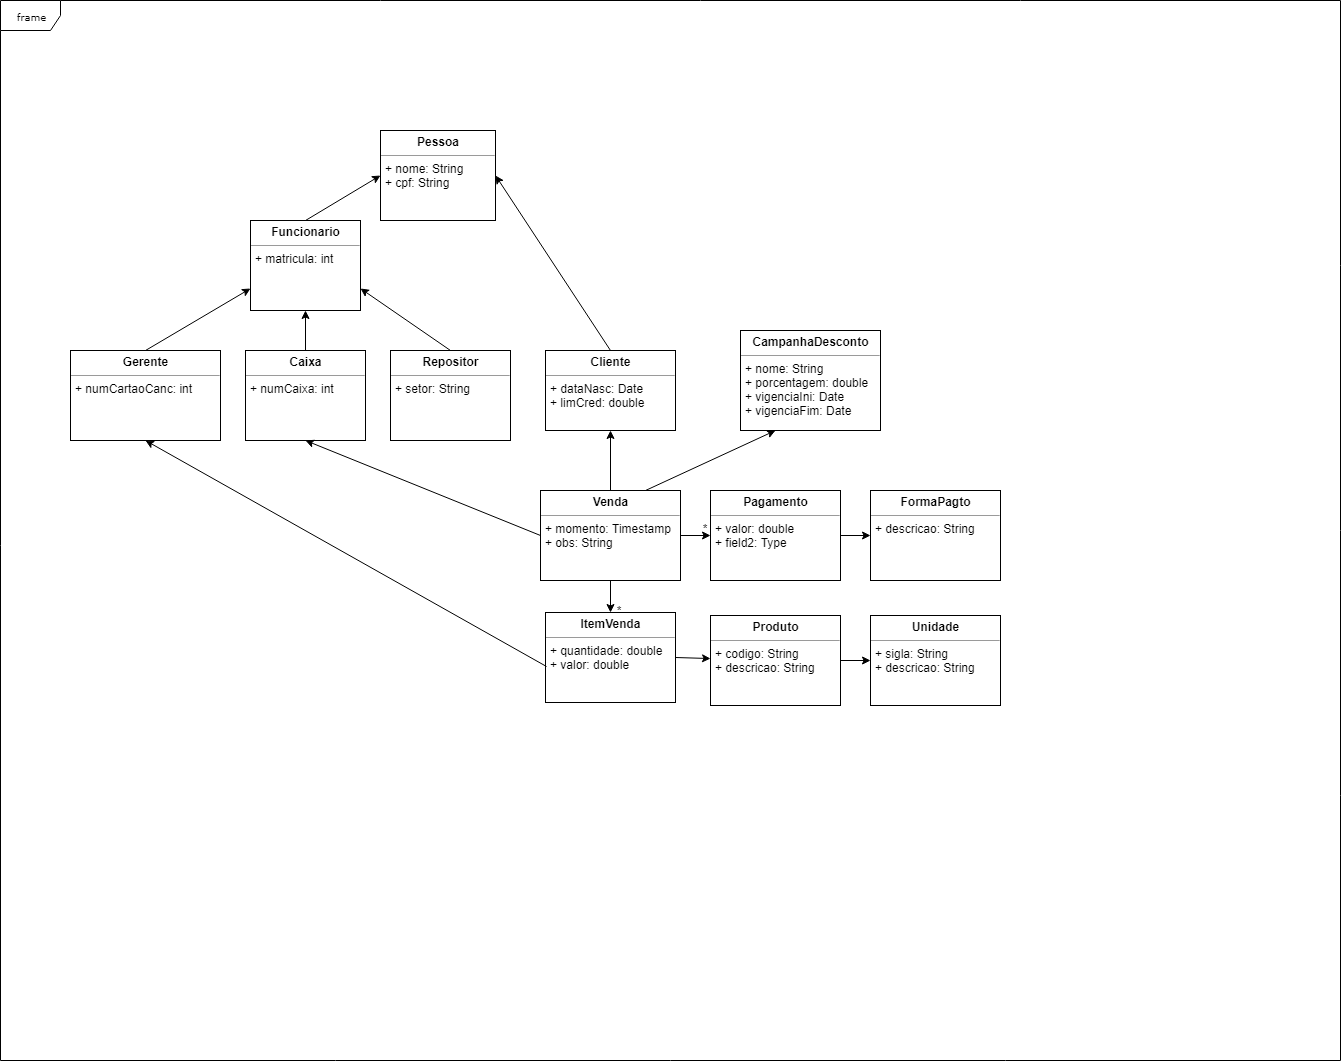 frame
Pessoa
+ nome: String
+ cpf: String
Funcionario
+ matricula: int
Gerente
+ numCartaoCanc: int
Caixa
+ numCaixa: int
Repositor
+ setor: String
Cliente
+ dataNasc: Date
+ limCred: double
CampanhaDesconto
+ nome: String
+ porcentagem: double
+ vigenciaIni: Date
+ vigenciaFim: Date
Venda
+ momento: Timestamp
+ obs: String
*
Pagamento
+ valor: double
+ field2: Type
FormaPagto
+ descricao: String
*
ItemVenda
+ quantidade: double
+ valor: double
Produto
+ codigo: String
+ descricao: String
Unidade
+ sigla: String
+ descricao: String